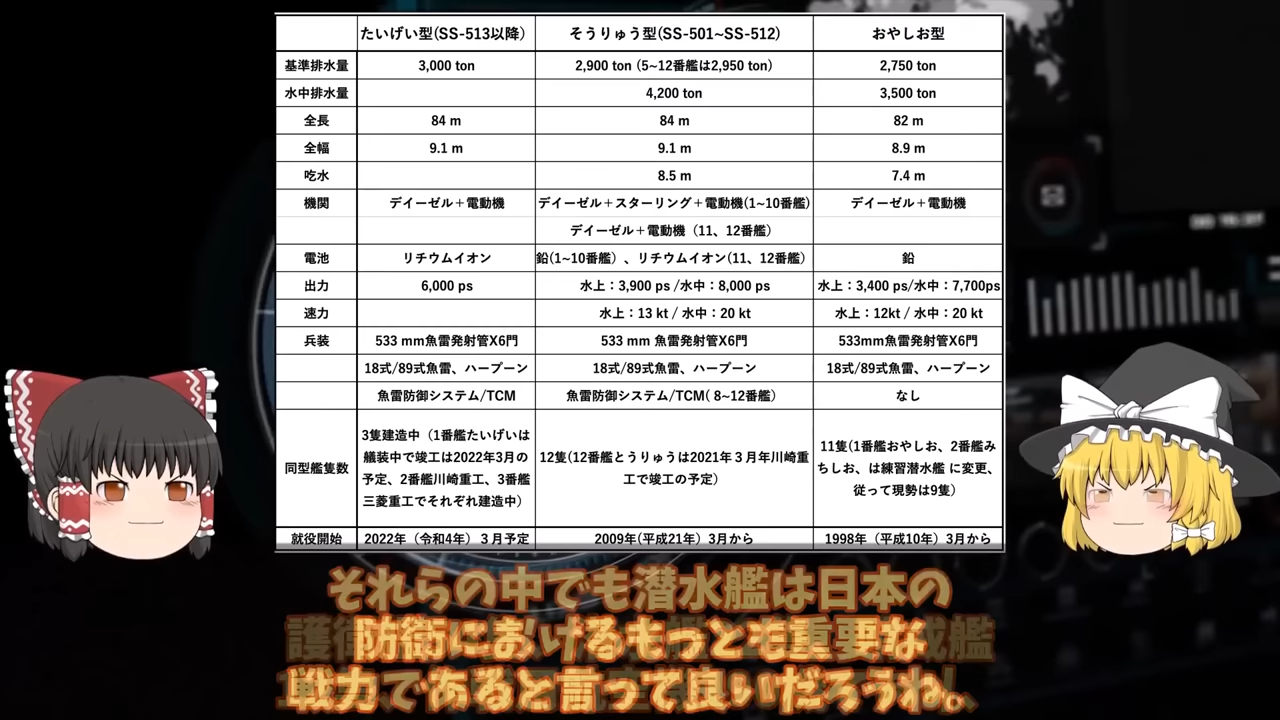 たいげい型(SS-513以降) そうりゅう型(SS-501~SS-512) おやしお型
基準排水量 3,000 ton 2,900 ton (5~12番艦は2,950 ton) 2,750 ton
水中排水量 4,200 ton 3,500 ton
全長 84 m 84 m 82 m
全幅 9.1 m 9.1 m 8.9 m
吃水 8.5 m 7.4 m
機関 デイーゼル＋電動機 デイーゼル＋スターリング＋電動機(1~10番艦) デイーゼル＋電動機
デイーゼル＋電動機（11、12番艦）
電池 リチウムイオン 鉛(1~10番艦）、リチウムイオン(11、12番艦） 鉛
出力 6,000 ps 水上：3,900 ps /水中：8,000 ps 水上：3,400 ps/水中：7,700ps
速力 水上：13 kt / 水中：20 kt 水上：12kt / 水中：20 kt
兵装 533 mm魚雷発射管X6門 533 mm 魚雷発射管X6門 533mm魚雷発射管X6門
18式/89式魚雷、ハープーン 18式/89式魚雷、ハープーン 18式/89式魚雷、ハープーン
魚雷防御システム/TCM 魚雷防御システム/TCM( 8~12番艦） なし
同型艦隻数
3隻建造中（1番艦たいげいは
艤装中で竣工は2022年3月の
予定、2番艦川崎重工、3番艦
三菱重工でそれぞれ建造中）
12隻(12番艦とうりゅうは2021年３月年川崎重
工で竣工の予定）
11隻(1番艦おやしお、2番艦み
ちしお、は練習潜水艦 に変更、
従って現勢は9隻）
就役開始 2022年（令和4年）３月予定 2009年(平成21年）3月から 1998年（平成10年）3月から
それらの中でも潜水艦は日本の
防衛におけるもっとも重要な
戦力であると言って良いだろうね。